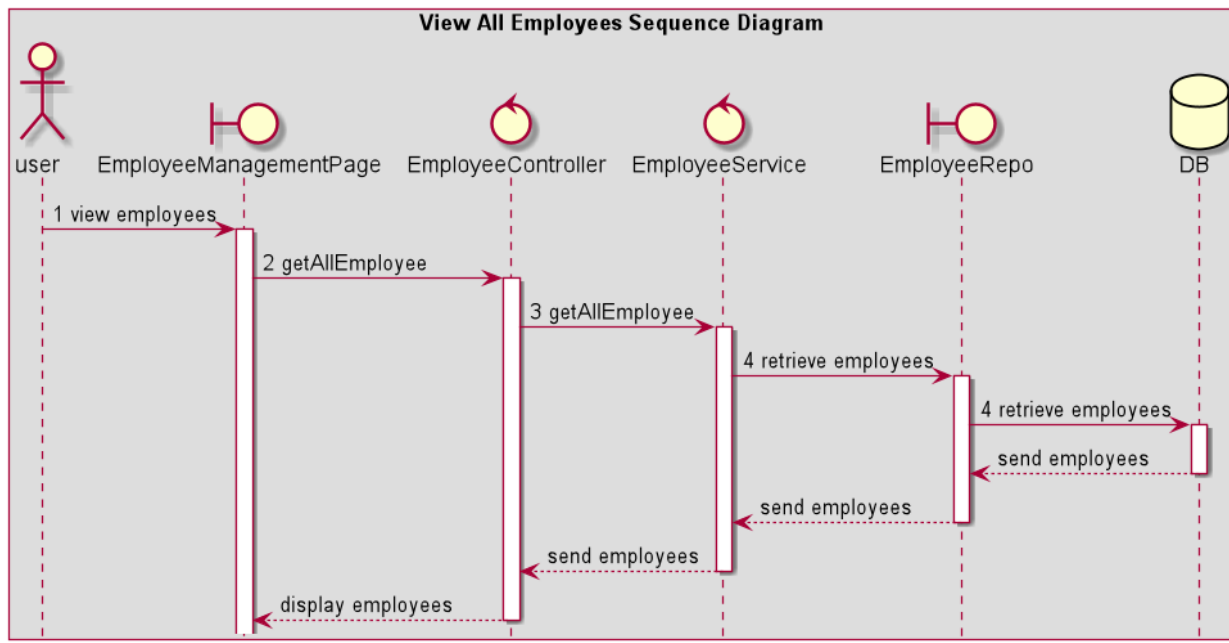 View All Employees Sequence Diagram
user
EmployeeManagementPage
EmployeeController
EmployeeService
EmployeeRepo
DB
1 view employees
2 getAllEmployee
3 getAllEmployee
4 retrieve employees
4 retrieve employees
send employees
send employees
send employees
display employees